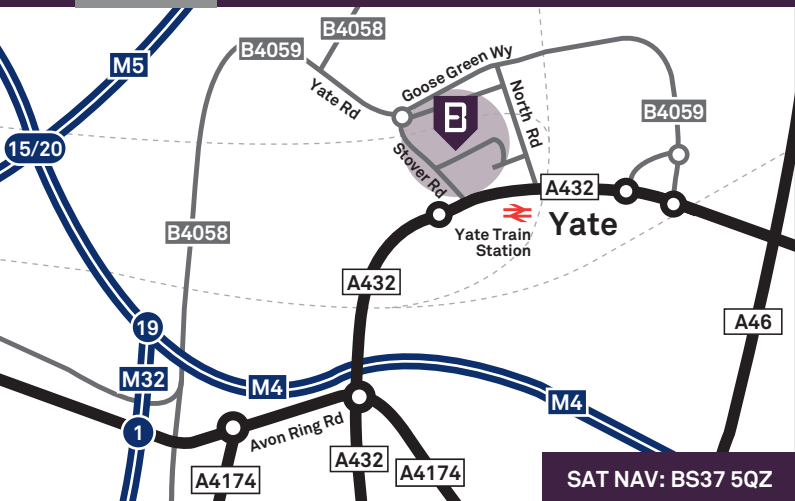 B4058
B4059
M5
Goose Green Wy
Yate Rd
North Rd
B4059
B
15/20
Stover Rd
A432
Yate
Yate Train
Station
B4058
A432
19
A46
M32
M4
M4
1
Avon Ring Rd
A432
A4174
A4174
SAT NAV: BS37 5QZ